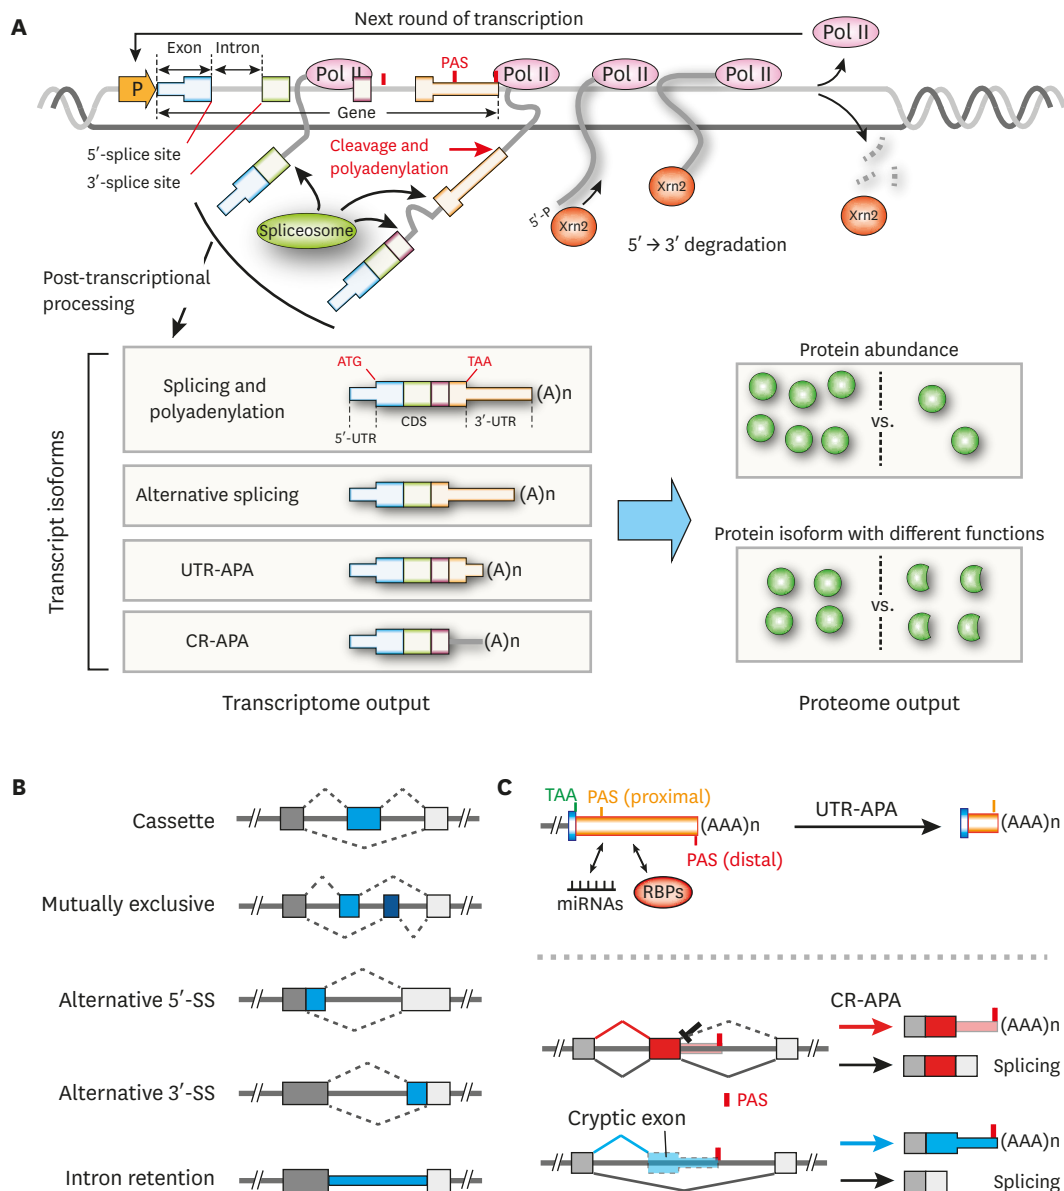 A
Next round of transcription
Pol II
Exon
Intron
P
Pol II
PAS
Pol II
Pol II
Pol II
Gene
5′-splice site
3′-splice site
Cleavage and
polyadenylation
Spliceosome
5′-P
Xrn2
Xrn2
Xrn2
5′ → 3′ degradation
Post-transcriptional
processing
Transcript isoforms
Splicing and
polyadenylation
ATG
TAA
(A)n
5′-UTR
CDS
3′-UTR
Alternative splicing
(A)n
UTR-APA
(A)n
CR-APA
(A)n
Transcriptome output
Protein abundance
vs.
Protein isoform with different functions
vs.
Proteome output
B
Cassette
Mutually exclusive
Alternative 5′-SS
Alternative 3′-SS
Intron retention
C
TAA
PAS (proximal)
(AAA)n
PAS (distal)
miRNAs
RBPs
UTR-APA
(AAA)n
CR-APA
(AAA)n
Splicing
PAS
Cryptic exon
(AAA)n
Splicing